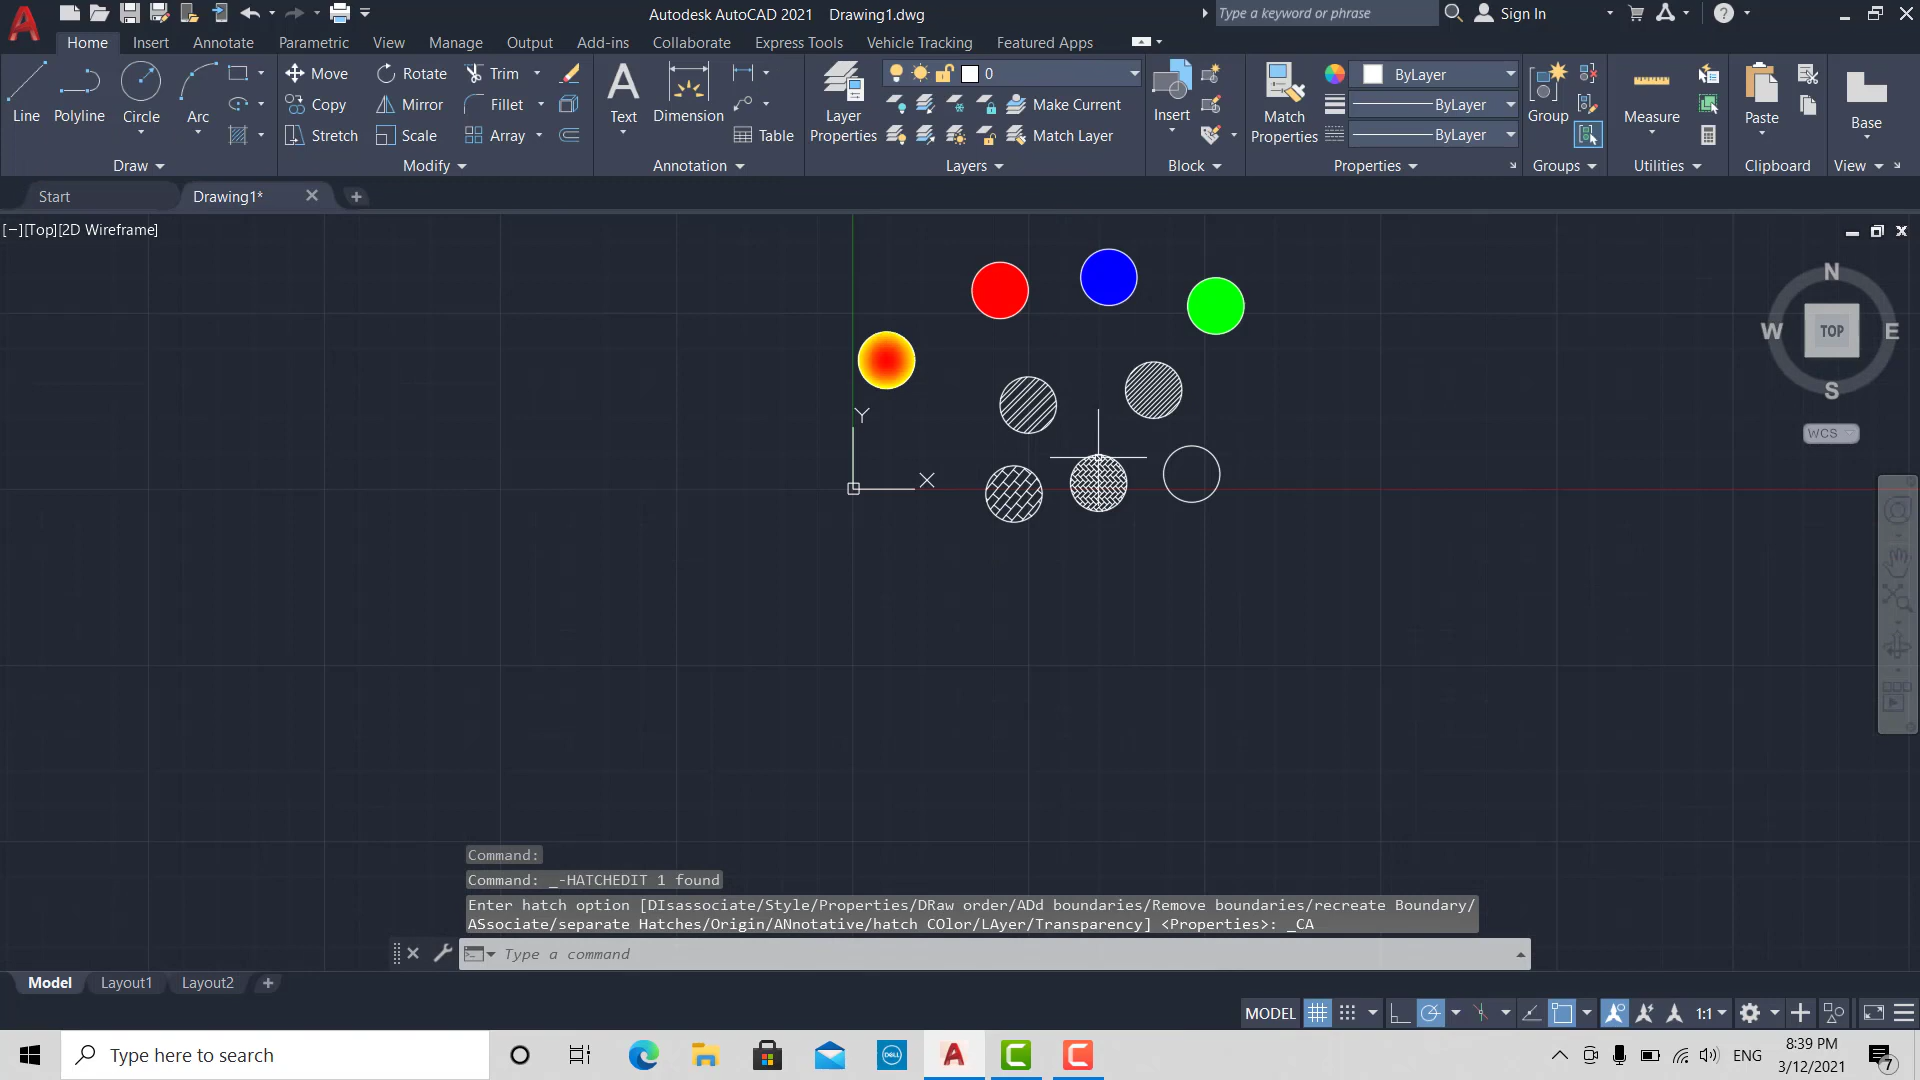 Autodesk AutoCAD 2021 Drawing1.dwg
Type a keyword or phrase
Sign In
Home Insert Annotate Parametric View Manage Output Add-ins Collaborate Express Tools Vehicle Tracking Featured Apps
Line Polyline Circle Arc
Move Rotate Trim
Copy Mirror Fillet
Stretch Scale Array
Text Dimension Table
Layer Properties
0
Make Current
Match Layer
Insert
Match Properties
ByLayer
ByLayer
ByLayer
Group
Measure
Paste
Base
Draw Modify Annotation Layers Block Properties Groups Utilities Clipboard View
Start Drawing1*
[−][Top][2D Wireframe]
N
W TOP E
S
WCS
Y
X
Command:
Command: _-HATCHEDIT 1 found
Enter hatch option [DIsassociate/Style/Properties/DRaw order/ADd boundaries/Remove boundaries/recreate Boundary/
ASsociate/separate Hatches/Origin/ANnotative/hatch COlor/LAyer/Transparency] <Properties>: _CA
Type a command
Model Layout1 Layout2
MODEL 1:1
Type here to search
DELL
ENG
8:39 PM
3/12/2021
7